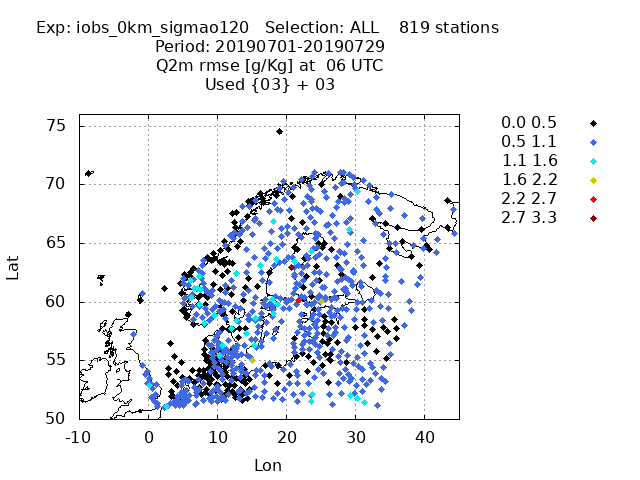 Exp: iobs_0km_sigmao120   Selection: ALL    819 stations
Period: 20190701-20190729
Q2m rmse [g/Kg] at  06 UTC
Used {03} + 03
0.0 0.5
0.5 1.1
1.1 1.6
1.6 2.2
2.2 2.7
2.7 3.3
75
70
65
60
55
50
Lat
-10 0 10 20 30 40
Lon